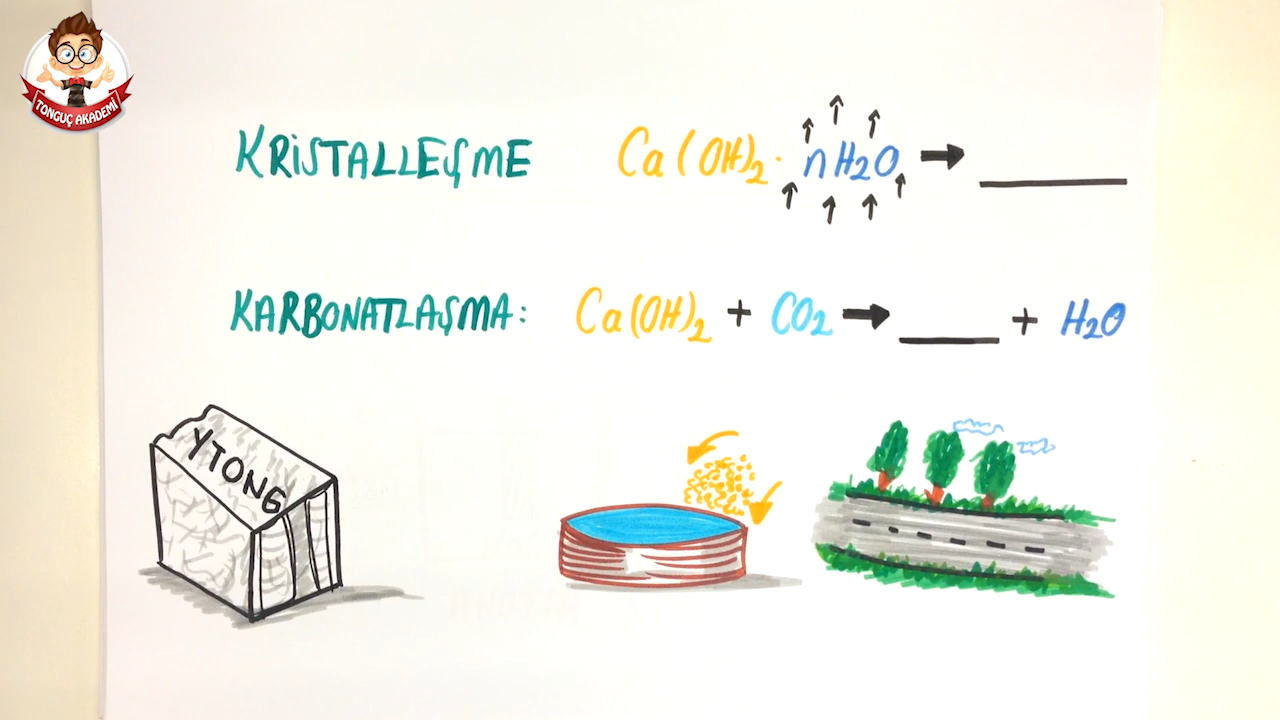 TONGUÇ AKADEMİ
KRİSTALLEŞME Ca(OH)₂ · nH₂O → ____
KARBONATLAŞMA: Ca(OH)₂ + CO₂ → ____ + H₂O
YTONG